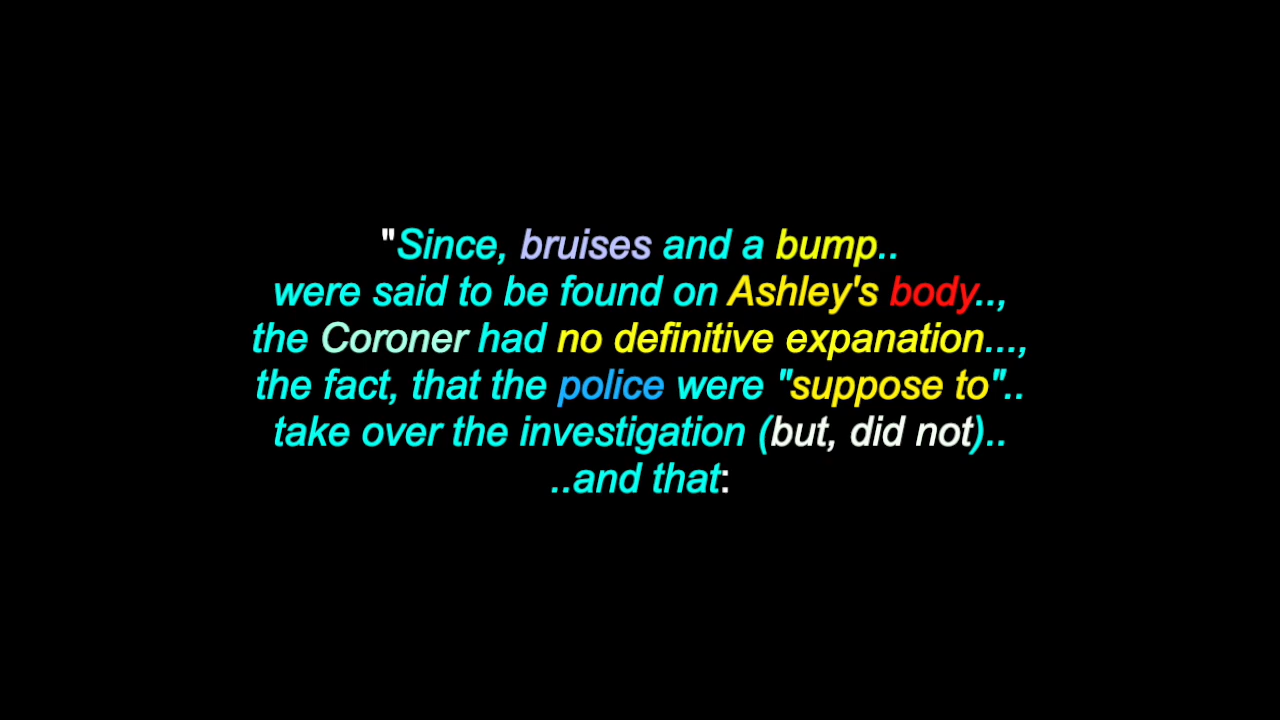 "Since, bruises and a bump..
were said to be found on Ashley's body..,
the Coroner had no definitive expanation...,
the fact, that the police were "suppose to"..
take over the investigation (but, did not)..
..and that: